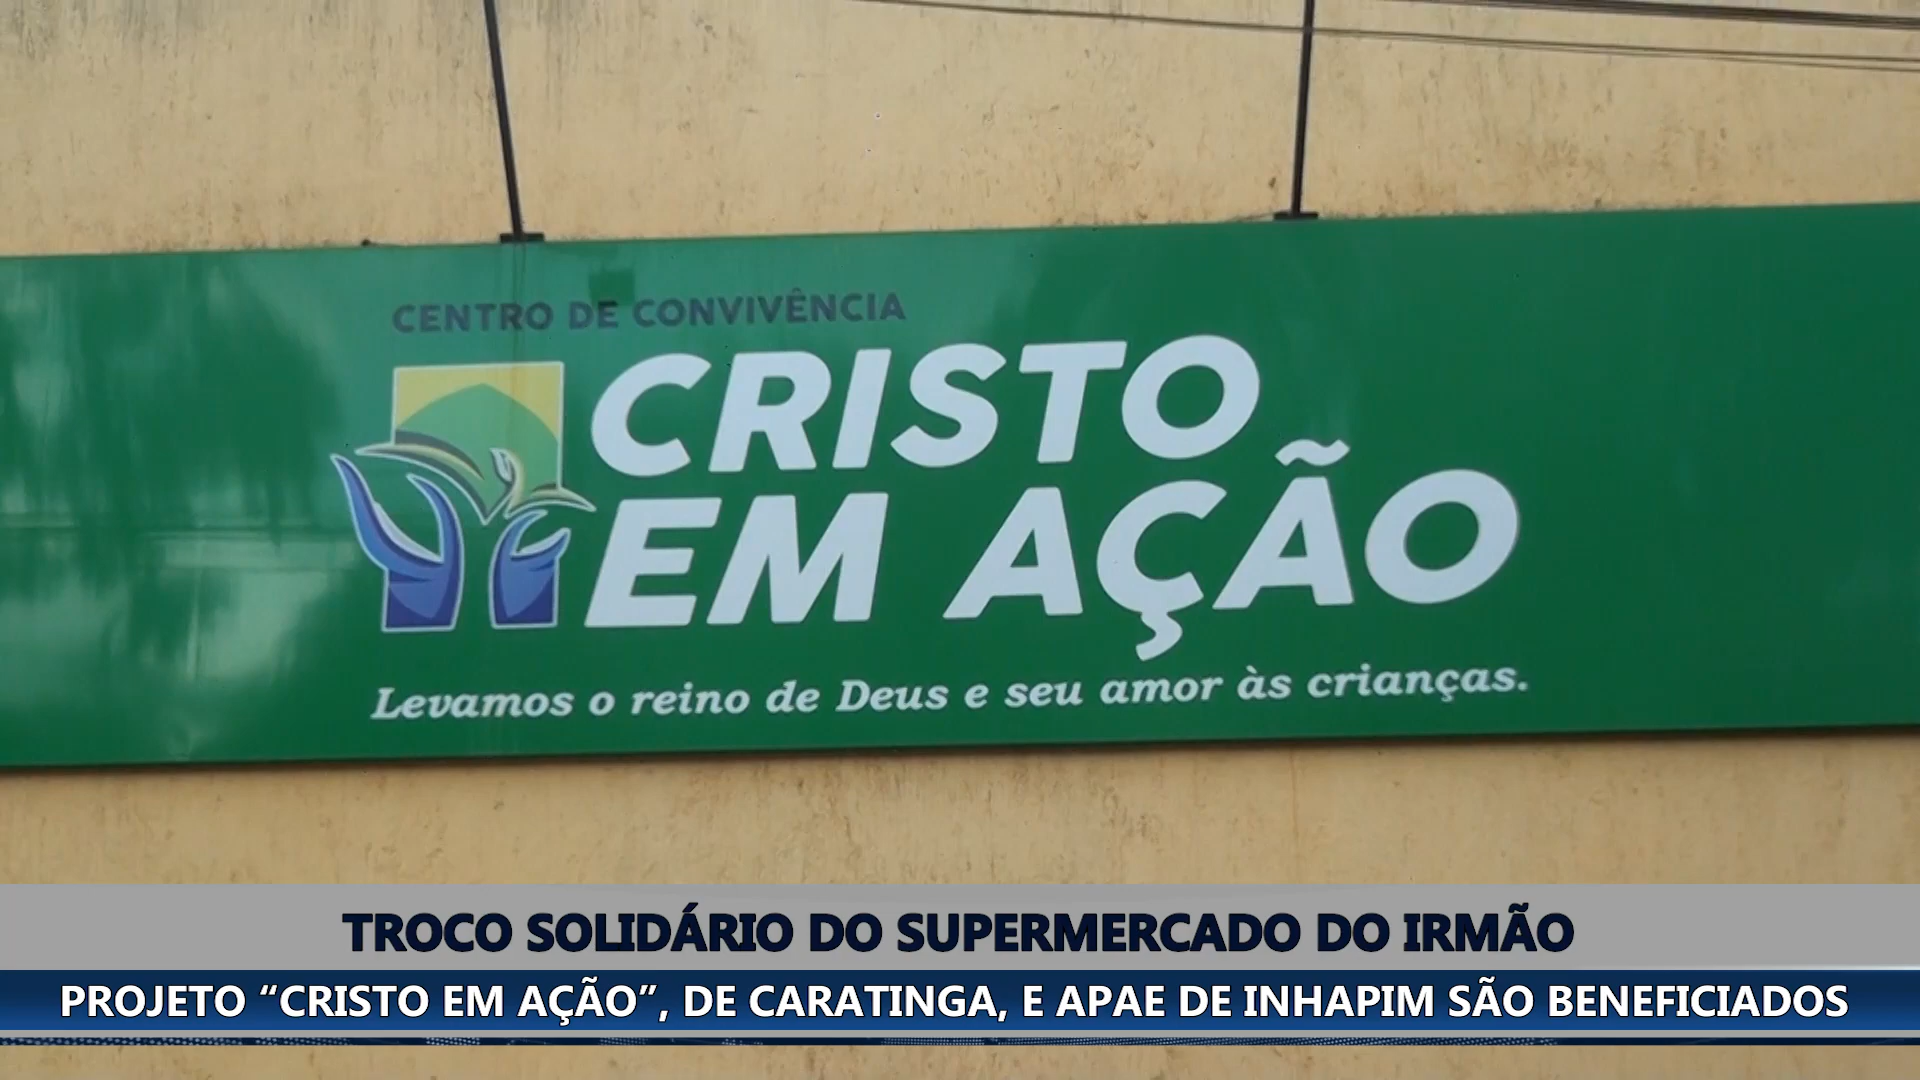 CENTRO DE CONVIVÊNCIA
CRISTO
EM AÇÃO
Levamos o reino de Deus e seu amor às crianças.
TROCO SOLIDÁRIO DO SUPERMERCADO DO IRMÃO
PROJETO “CRISTO EM AÇÃO”, DE CARATINGA, E APAE DE INHAPIM SÃO BENEFICIADOS